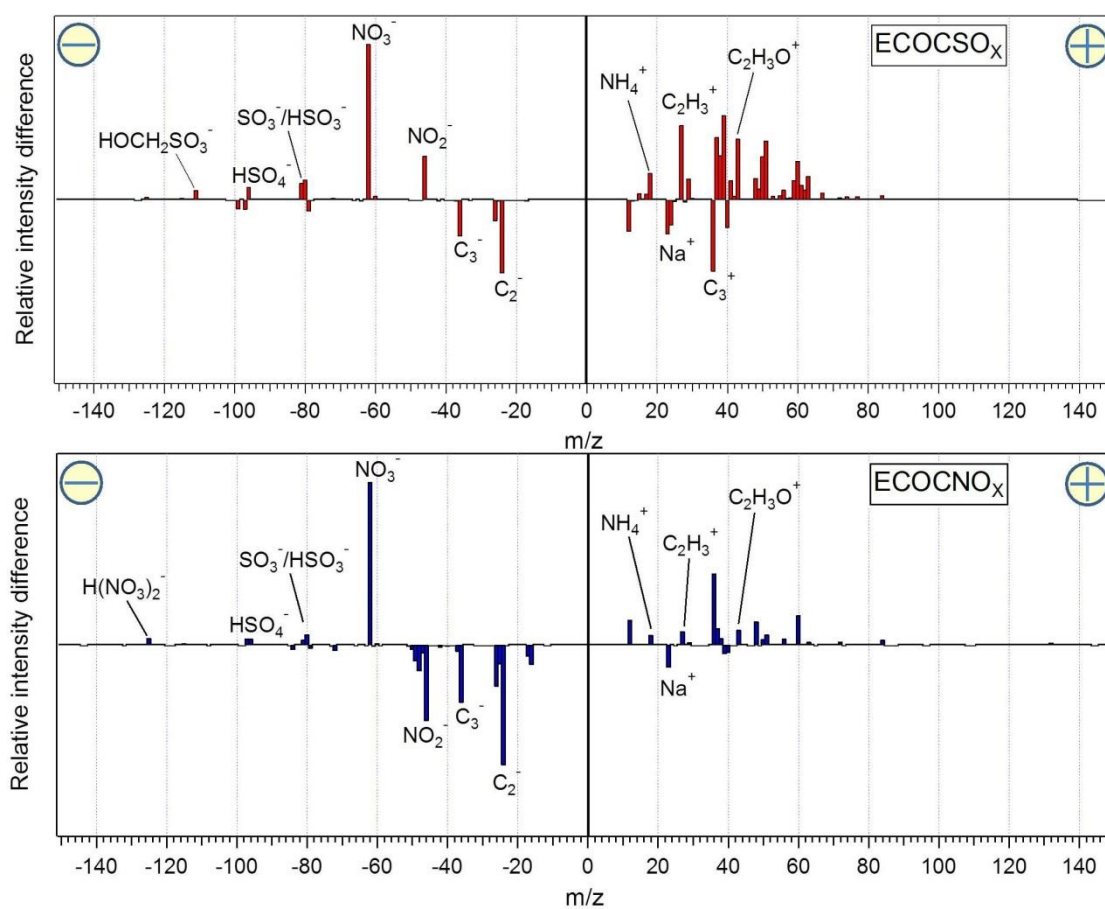 NO₃⁻
ECOCSOₓ
C₂H₃O⁺
NH₄⁺
C₂H₃⁺
SO₃⁻/HSO₃⁻
NO₂⁻
HOCH₂SO₃⁻
HSO₄⁻
C₃⁻
Na⁺
C₂⁻
C₃⁺
Relative intensity difference
-140 -120 -100 -80 -60 -40 -20 0 20 40 60 80 100 120 140
m/z
NO₃⁻
ECOCNOₓ
C₂H₃O⁺
NH₄⁺
C₂H₃⁺
SO₃⁻/HSO₃⁻
H(NO₃)₂⁻
HSO₄⁻
Na⁺
NO₂⁻
C₃⁻
C₂⁻
Relative intensity difference
-140 -120 -100 -80 -60 -40 -20 0 20 40 60 80 100 120 140
m/z